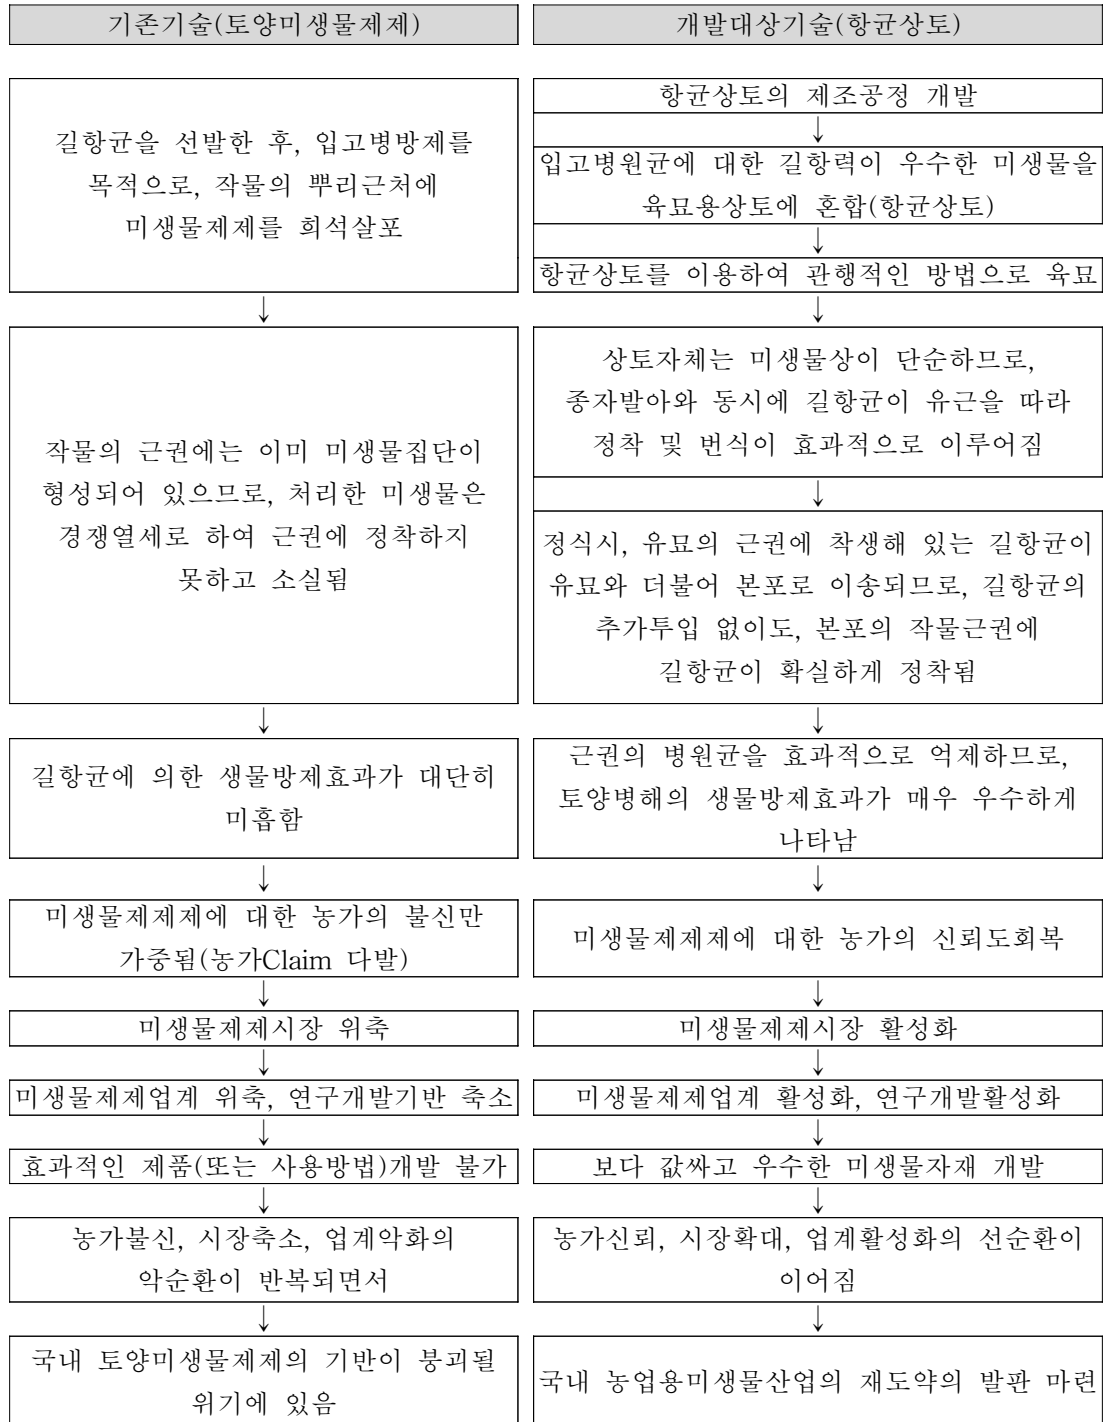 기존기술(토양미생물제제)
길항균을 선발한 후, 입고병방제를
목적으로, 작물의 뿌리근처에
미생물제제를 희석살포
↓
작물의 근권에는 이미 미생물집단이
형성되어 있으므로, 처리한 미생물은
경쟁열세로 하여 근권에 정착하지
못하고 소실됨
↓
길항균에 의한 생물방제효과가 대단히
미흡함
↓
미생물제제제에 대한 농가의 불신만
가중됨(농가Claim 다발)
↓
미생물제제시장 위축
↓
미생물제제업계 위축, 연구개발기반 축소
↓
효과적인 제품(또는 사용방법)개발 불가
↓
농가불신, 시장축소, 업계악화의
악순환이 반복되면서
↓
국내 토양미생물제제의 기반이 붕괴될
위기에 있음
개발대상기술(항균상토)
항균상토의 제조공정 개발
↓
입고병원균에 대한 길항력이 우수한 미생물을
육묘용상토에 혼합(항균상토)
↓
항균상토를 이용하여 관행적인 방법으로 육묘
↓
상토자체는 미생물상이 단순하므로,
종자발아와 동시에 길항균이 유근을 따라
정착 및 번식이 효과적으로 이루어짐
↓
정식시, 유묘의 근권에 착생해 있는 길항균이
유묘와 더불어 본포로 이송되므로, 길항균의
추가투입 없이도, 본포의 작물근권에
길항균이 확실하게 정착됨
↓
근권의 병원균을 효과적으로 억제하므로,
토양병해의 생물방제효과가 매우 우수하게
나타남
↓
미생물제제제에 대한 농가의 신뢰도회복
↓
미생물제제시장 활성화
↓
미생물제제업계 활성화, 연구개발활성화
↓
보다 값싸고 우수한 미생물자재 개발
↓
농가신뢰, 시장확대, 업계활성화의 선순환이
이어짐
↓
국내 농업용미생물산업의 재도약의 발판 마련